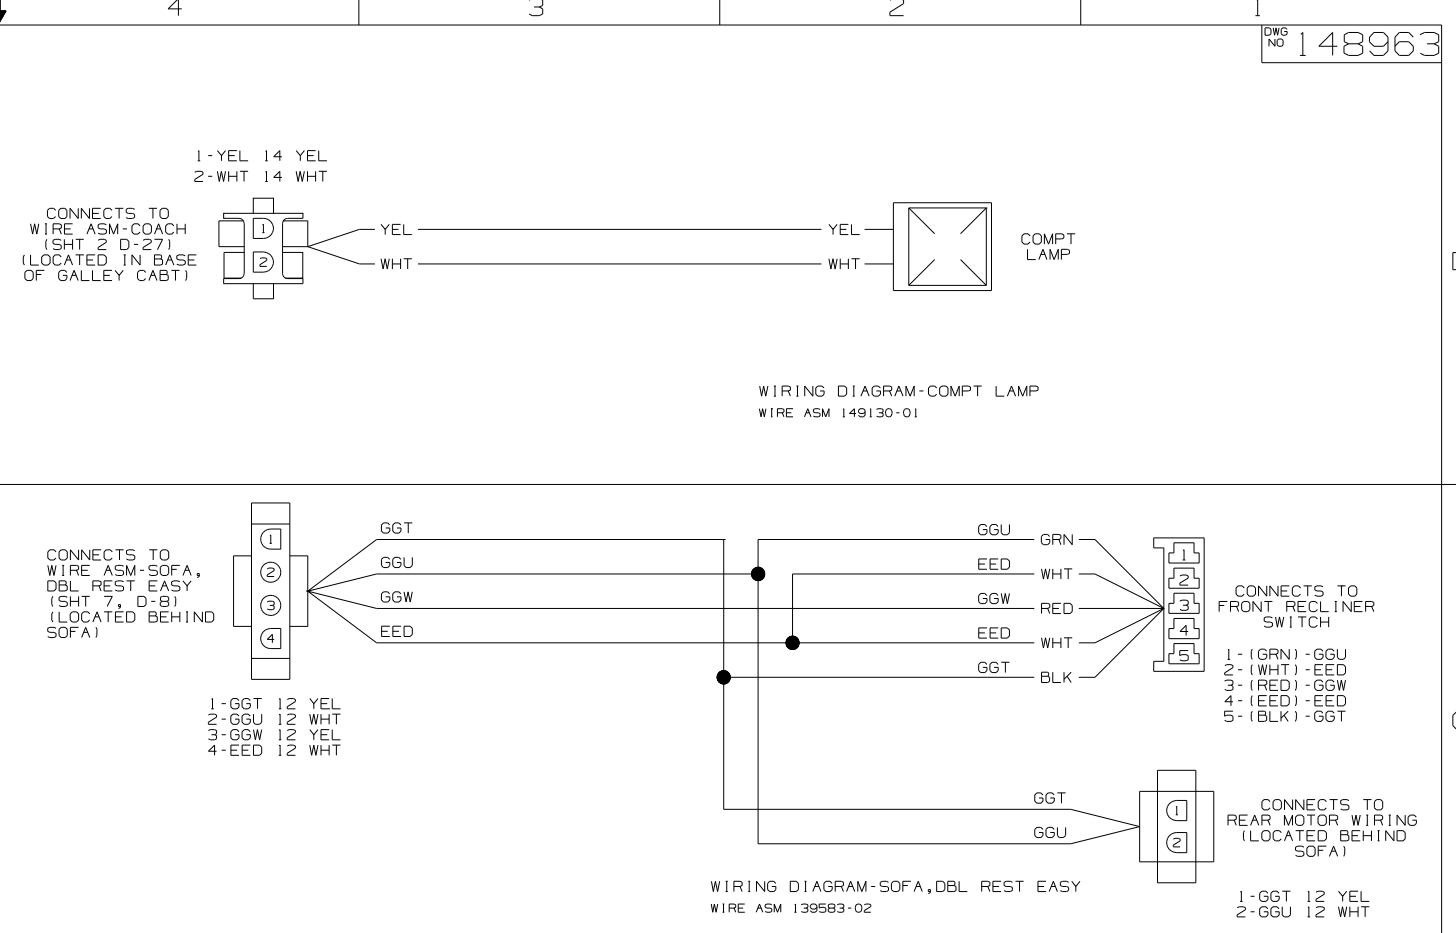 4 3 2 1
DWG NO 148963
1-YEL 14 YEL
2-WHT 14 WHT
CONNECTS TO
WIRE ASM-COACH
(SHT 2 D-27)
(LOCATED IN BASE
OF GALLEY CABT)
1
2
YEL YEL
WHT WHT
COMPT
LAMP
WIRING DIAGRAM-COMPT LAMP
WIRE ASM 149130-01
CONNECTS TO
WIRE ASM-SOFA,
DBL REST EASY
(SHT 7, D-8)
(LOCATED BEHIND
SOFA)
1
2
3
4
1-GGT 12 YEL
2-GGU 12 WHT
3-GGW 12 YEL
4-EED 12 WHT
GGT
GGU
GGW
EED
GGU GRN
EED WHT
GGW RED
EED WHT
GGT BLK
1
2
3
4
5
CONNECTS TO
FRONT RECLINER
SWITCH
1-(GRN)-GGU
2-(WHT)-EED
3-(RED)-GGW
4-(EED)-EED
5-(BLK)-GGT
GGT
GGU
1
2
CONNECTS TO
REAR MOTOR WIRING
(LOCATED BEHIND
SOFA)
1-GGT 12 YEL
2-GGU 12 WHT
WIRING DIAGRAM-SOFA,DBL REST EASY
WIRE ASM 139583-02